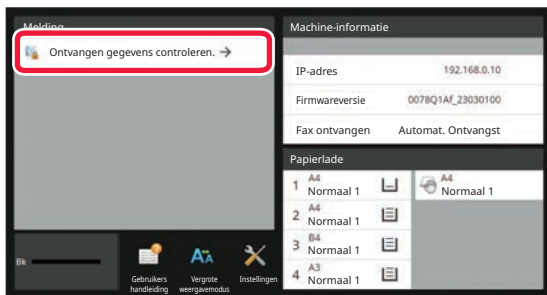 Melding
Ontvangen gegevens controleren. →
Machine-informatie
IP-adres 192.168.0.10
Firmwareversie 0078Q1Af_23030100
Fax ontvangen Automat. Ontvangst
Papierlade
1 A4
Normaal 1
A4
Normaal 1
2 A4
Normaal 1
3 B4
Normaal 1
4 A3
Normaal 1
Bk
Gebruikers
handleiding
Vergrote
weergavemodus
Instellingen